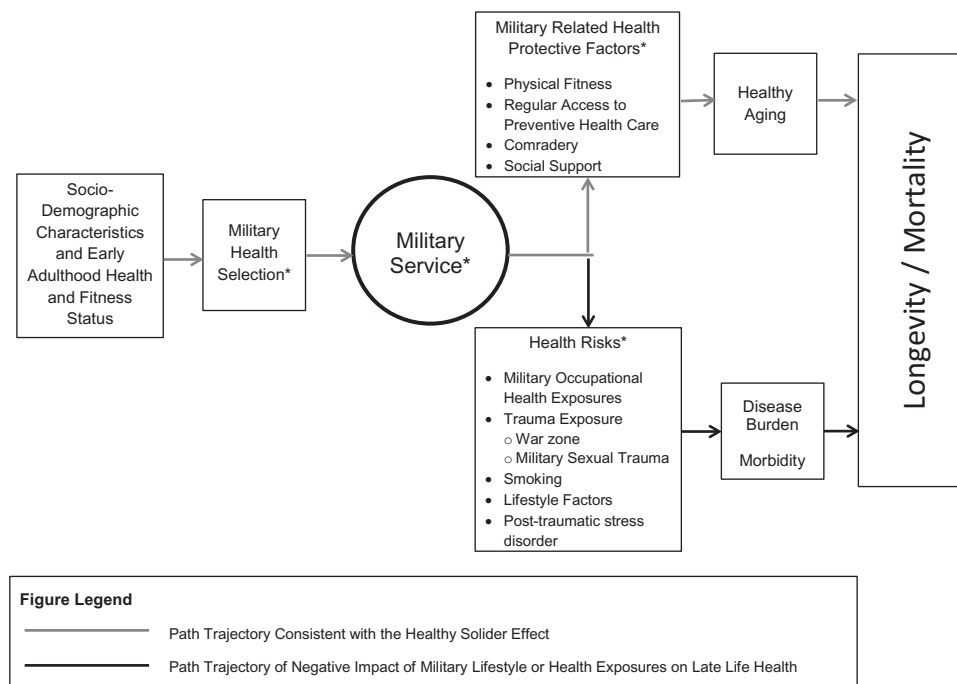 Socio-
Demographic
Characteristics
and Early
Adulthood Health
and Fitness
Status
Military
Health
Selection*
Military
Service*
Military Related Health
Protective Factors*
• Physical Fitness
• Regular Access to
Preventive Health Care
• Comradery
• Social Support
Healthy
Aging
Health Risks*
• Military Occupational
Health Exposures
• Trauma Exposure
○ War zone
○ Military Sexual Trauma
• Smoking
• Lifestyle Factors
• Post-traumatic stress
disorder
Disease
Burden
Morbidity
Longevity / Mortality
Figure Legend
Path Trajectory Consistent with the Healthy Solider Effect
Path Trajectory of Negative Impact of Military Lifestyle or Health Exposures on Late Life Health